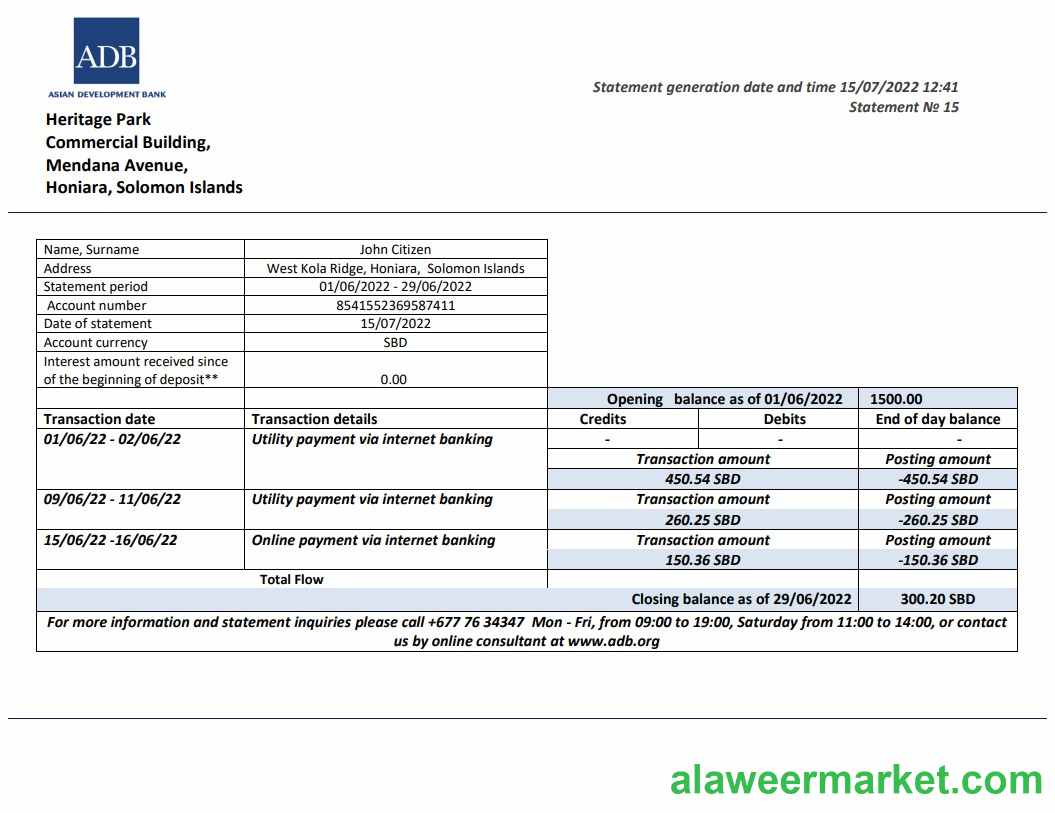 ADB
ASIAN DEVELOPMENT BANK
Heritage Park
Commercial Building,
Mendana Avenue,
Honiara, Solomon Islands
Statement generation date and time 15/07/2022 12:41
Statement № 15
Name, Surname John Citizen
Address West Kola Ridge, Honiara, Solomon Islands
Statement period 01/06/2022 - 29/06/2022
Account number 8541552369587411
Date of statement 15/07/2022
Account currency SBD
Interest amount received since
of the beginning of deposit** 0.00
Opening balance as of 01/06/2022 1500.00
Transaction date Transaction details Credits Debits End of day balance
01/06/22 - 02/06/22 Utility payment via internet banking - - -
Transaction amount Posting amount
450.54 SBD -450.54 SBD
09/06/22 - 11/06/22 Utility payment via internet banking Transaction amount Posting amount
260.25 SBD -260.25 SBD
15/06/22 -16/06/22 Online payment via internet banking Transaction amount Posting amount
150.36 SBD -150.36 SBD
Total Flow
Closing balance as of 29/06/2022 300.20 SBD
For more information and statement inquiries please call +677 76 34347 Mon - Fri, from 09:00 to 19:00, Saturday from 11:00 to 14:00, or contact
us by online consultant at www.adb.org
alaweermarket.com